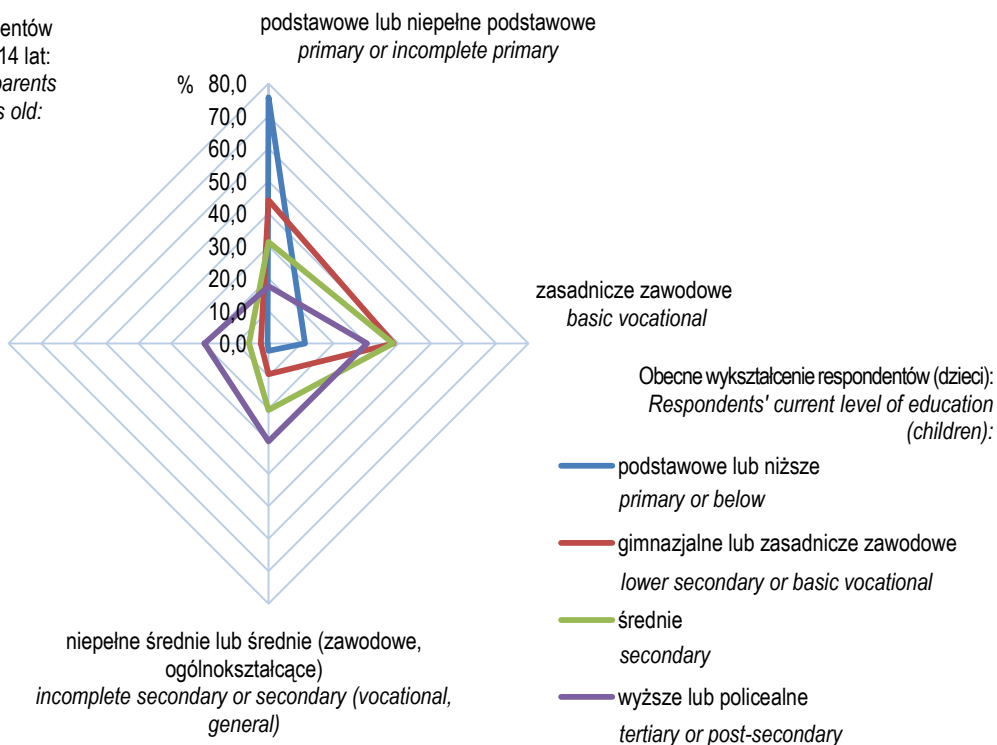 entów
14 lat:
parents
s old:
podstawowe lub niepełne podstawowe
primary or incomplete primary
%
80,0
70,0
60,0
50,0
40,0
30,0
20,0
10,0
0,0
zasadnicze zawodowe
basic vocational
Obecne wykształcenie respondentów (dzieci):
Respondents' current level of education
(children):
podstawowe lub niższe
primary or below
gimnazjalne lub zasadnicze zawodowe
lower secondary or basic vocational
średnie
secondary
wyższe lub policealne
tertiary or post-secondary
niepełne średnie lub średnie (zawodowe,
ogólnokształcące)
incomplete secondary or secondary (vocational,
general)